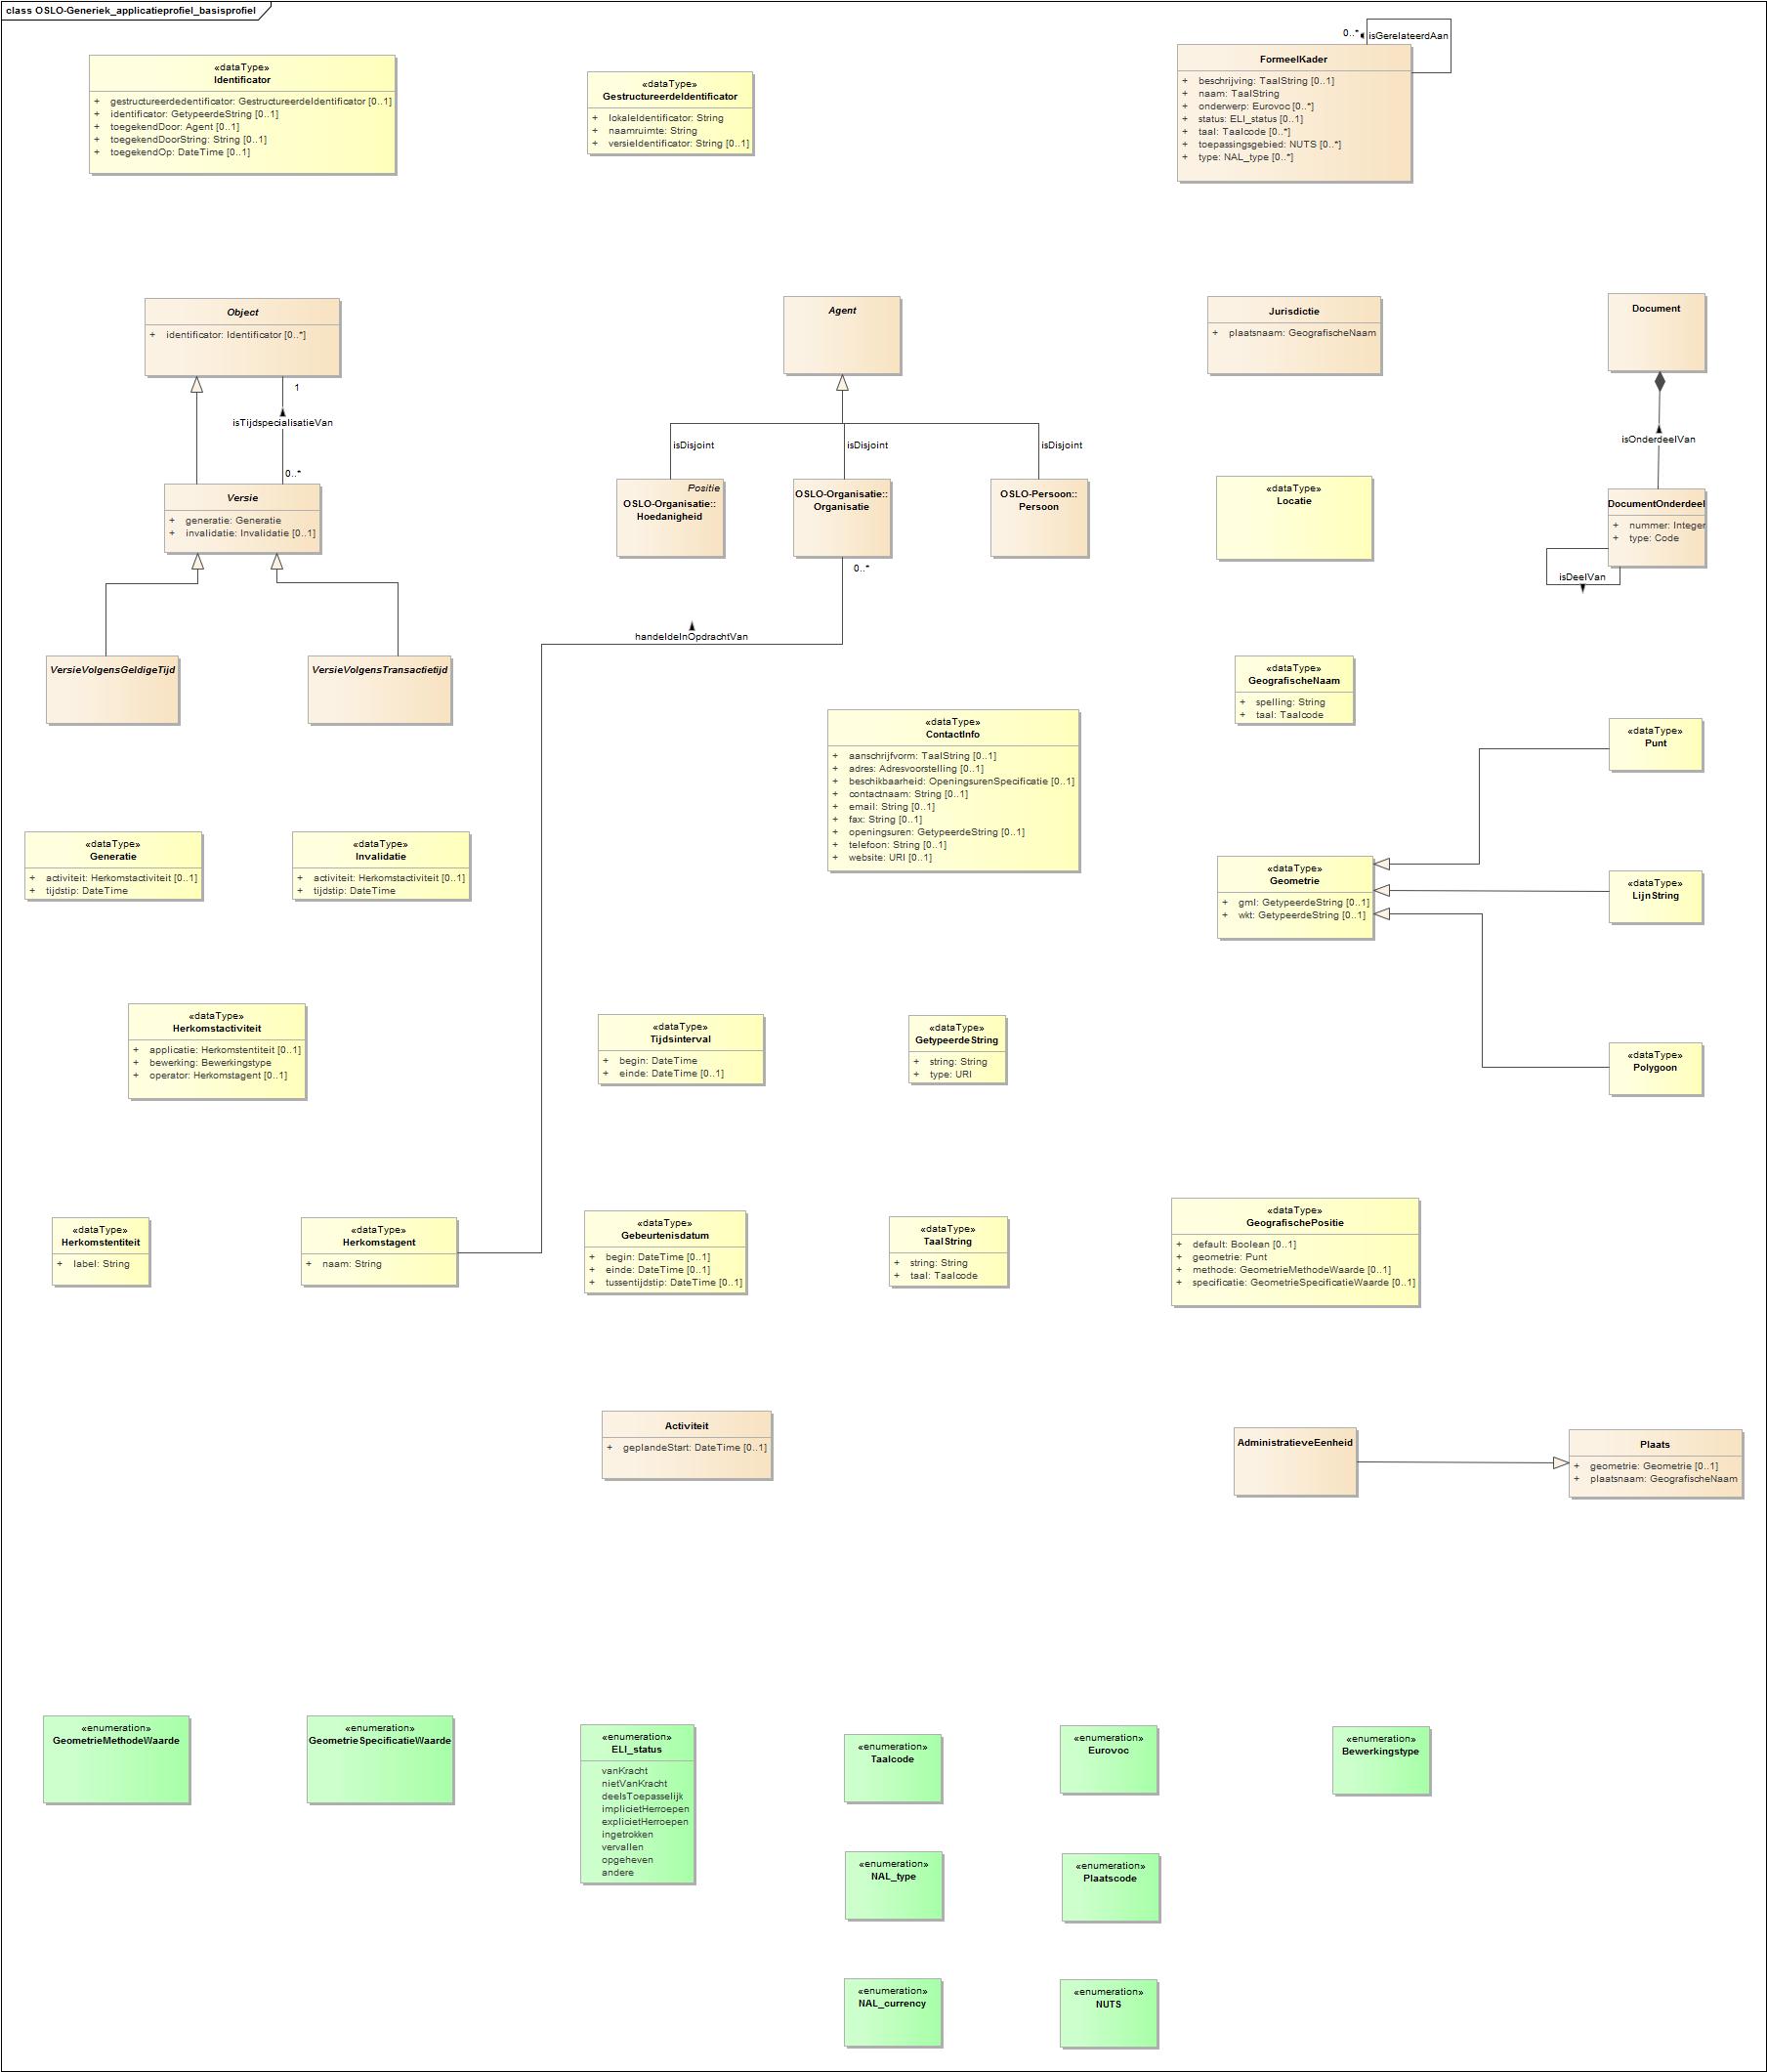 class OSLO-Generiek_applicatieprofiel_basisprofiel
«dataType»
Identificator
+ gestructureerdedentificator: GestructureerdeIdentificator [0..1]
+ identificator: GetypeerdeString [0..1]
+ toegekendDoor: Agent [0..1]
+ toegekendDoorString: String [0..1]
+ toegekendOp: DateTime [0..1]
«dataType»
GestructureerdeIdentificator
+ lokaleIdentificator: String
+ naamruimte: String
+ versieIdentificator: String [0..1]
0..*
isGerelateerdAan
FormeelKader
+ beschrijving: TaalString [0..1]
+ naam: TaalString
+ onderwerp: Eurovoc [0..*]
+ status: ELI_status [0..1]
+ taal: Taalcode [0..*]
+ toepassingsgebied: NUTS [0..*]
+ type: NAL_type [0..*]
Object
+ identificator: Identificator [0..*]
1
isTijdspecialisatieVan
0..*
Versie
+ generatie: Generatie
+ invalidatie: Invalidatie [0..1]
VersieVolgensGeldigeTijd
VersieVolgensTransactietijd
Agent
isDisjoint
isDisjoint
isDisjoint
Positie
OSLO-Organisatie::
Hoedanigheid
OSLO-Organisatie::
Organisatie
OSLO-Persoon::
Persoon
0..*
handeldeInOpdrachtVan
Jurisdictie
+ plaatsnaam: GeografischeNaam
Document
isOnderdeelVan
DocumentOnderdeel
+ nummer: Integer
+ type: Code
isDeelVan
«dataType»
Locatie
«dataType»
GeografischeNaam
+ spelling: String
+ taal: Taalcode
«dataType»
ContactInfo
+ aanschrijfvorm: TaalString [0..1]
+ adres: Adresvoorstelling [0..1]
+ beschikbaarheid: OpeningsurenSpecificatie [0..1]
+ contactnaam: String [0..1]
+ email: String [0..1]
+ fax: String [0..1]
+ openingsuren: GetypeerdeString [0..1]
+ telefoon: String [0..1]
+ website: URI [0..1]
«dataType»
Punt
«dataType»
Generatie
+ activiteit: Herkomstactiviteit [0..1]
+ tijdstip: DateTime
«dataType»
Invalidatie
+ activiteit: Herkomstactiviteit [0..1]
+ tijdstip: DateTime
«dataType»
Geometrie
+ gml: GetypeerdeString [0..1]
+ wkt: GetypeerdeString [0..1]
«dataType»
LijnString
«dataType»
Herkomstactiviteit
+ applicatie: Herkomstentiteit [0..1]
+ bewerking: Bewerkingstype
+ operator: Herkomstagent [0..1]
«dataType»
Tijdsinterval
+ begin: DateTime
+ einde: DateTime [0..1]
«dataType»
GetypeerdeString
+ string: String
+ type: URI
«dataType»
Polygoon
«dataType»
Herkomstentiteit
+ label: String
«dataType»
Herkomstagent
+ naam: String
«dataType»
Gebeurtenisdatum
+ begin: DateTime [0..1]
+ einde: DateTime [0..1]
+ tussentijdstip: DateTime [0..1]
«dataType»
TaalString
+ string: String
+ taal: Taalcode
«dataType»
GeografischePositie
+ default: Boolean [0..1]
+ geometrie: Punt
+ methode: GeometrieMethodeWaarde [0..1]
+ specificatie: GeometrieSpecificatieWaarde [0..1]
Activiteit
+ geplandeStart: DateTime [0..1]
AdministratieveEenheid
Plaats
+ geometrie: Geometrie [0..1]
+ plaatsnaam: GeografischeNaam
«enumeration»
GeometrieMethodeWaarde
«enumeration»
GeometrieSpecificatieWaarde
«enumeration»
ELI_status
vanKracht
nietVanKracht
deelsToepasselijk
implicietHerroepen
explicietHerroepen
ingetrokken
vervallen
opgeheven
andere
«enumeration»
Taalcode
«enumeration»
Eurovoc
«enumeration»
Bewerkingstype
«enumeration»
NAL_type
«enumeration»
Plaatscode
«enumeration»
NAL_currency
«enumeration»
NUTS